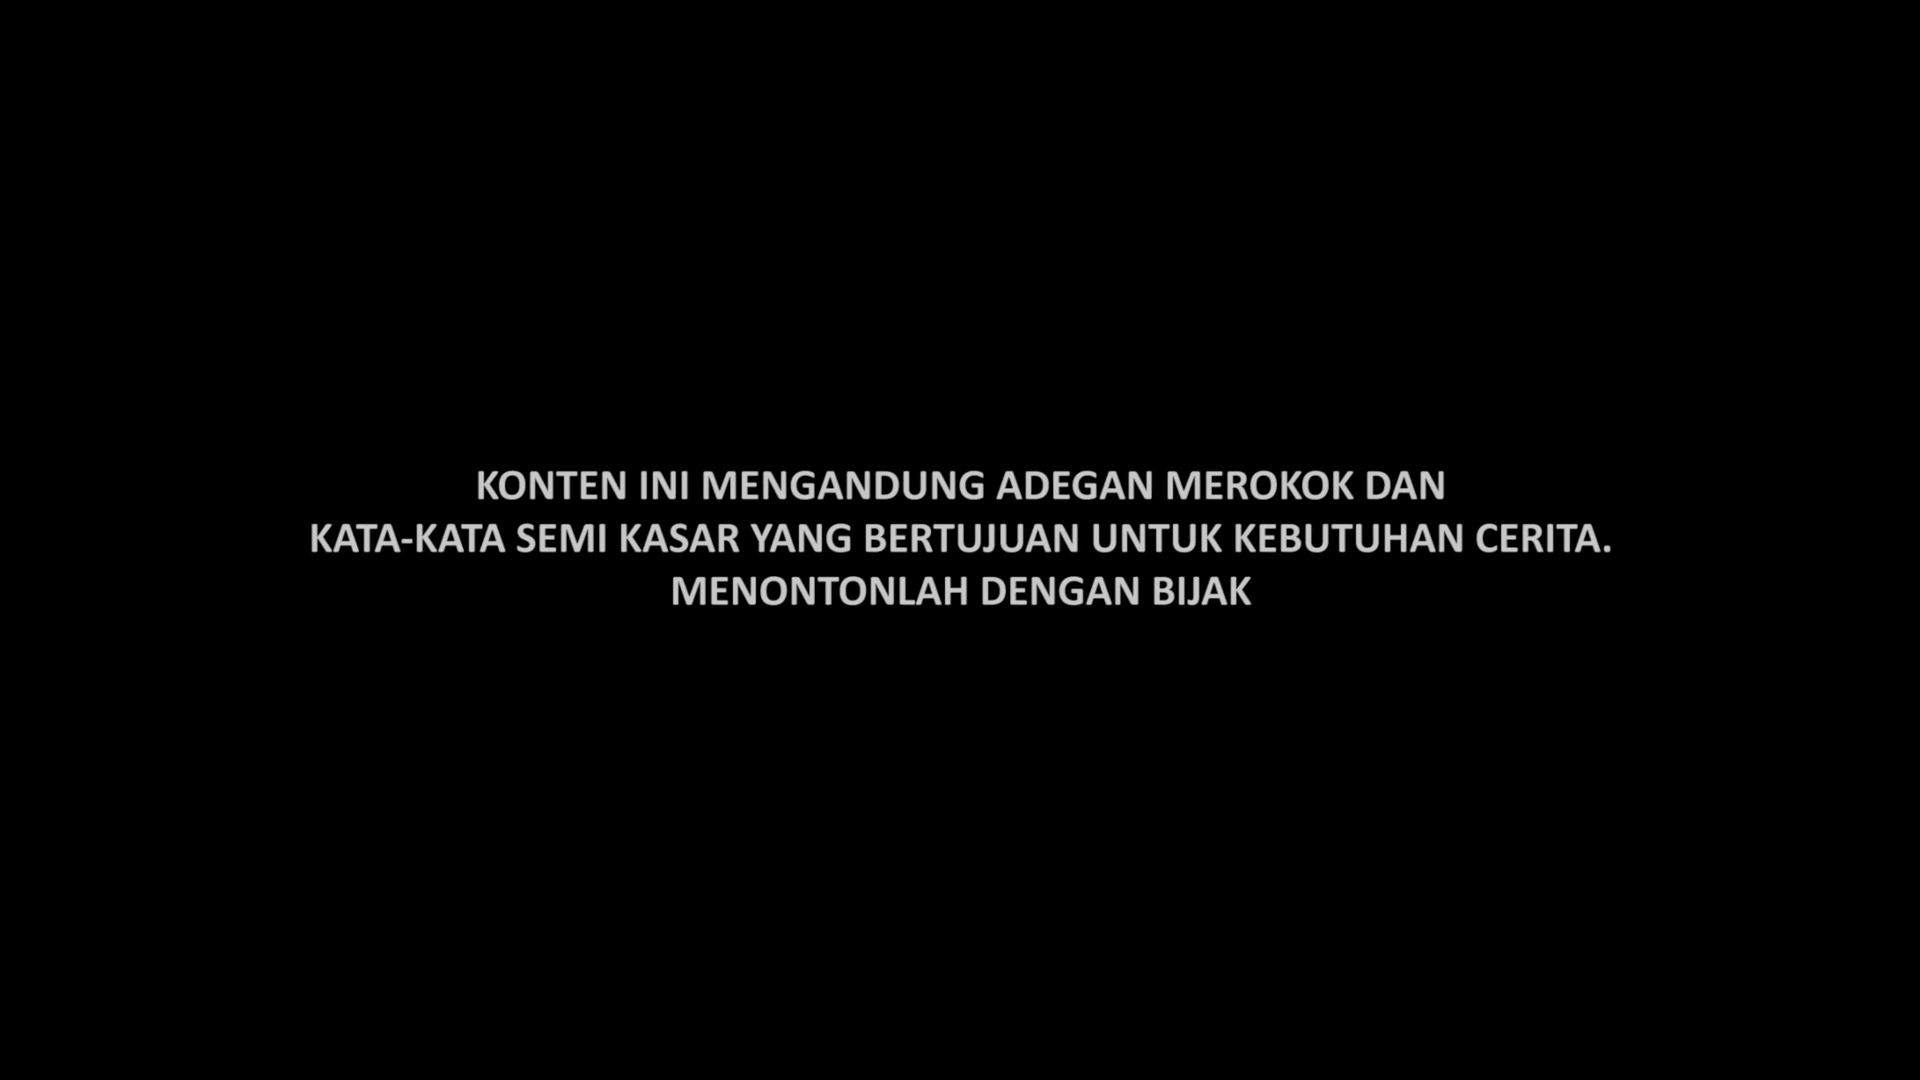 KONTEN INI MENGANDUNG ADEGAN MEROKOK DAN
KATA-KATA SEMI KASAR YANG BERTUJUAN UNTUK KEBUTUHAN CERITA.
MENONTONLAH DENGAN BIJAK